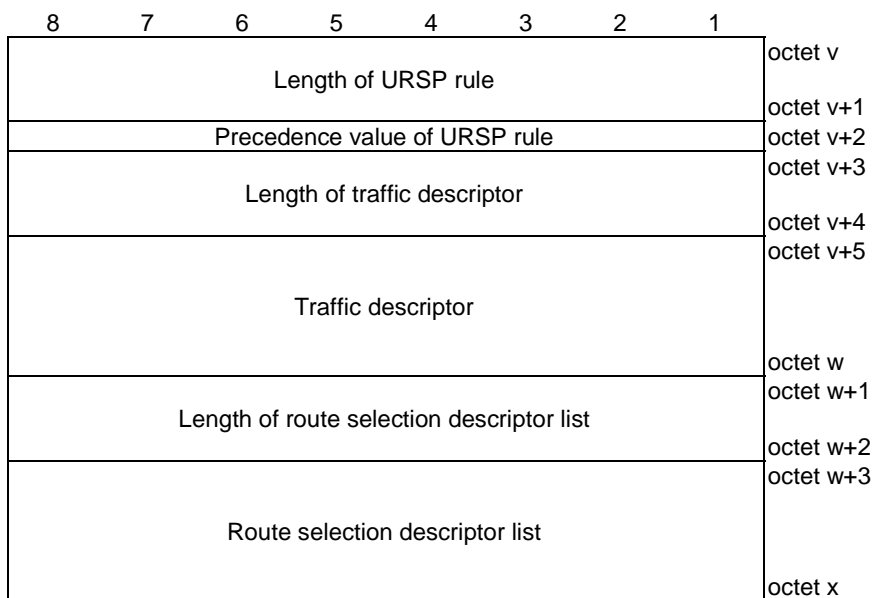 8 7 6 5 4 3 2 1
octet v
Length of URSP rule
octet v+1
Precedence value of URSP rule octet v+2
octet v+3
Length of traffic descriptor
octet v+4
octet v+5
Traffic descriptor
octet w
octet w+1
Length of route selection descriptor list
octet w+2
octet w+3
Route selection descriptor list
octet x